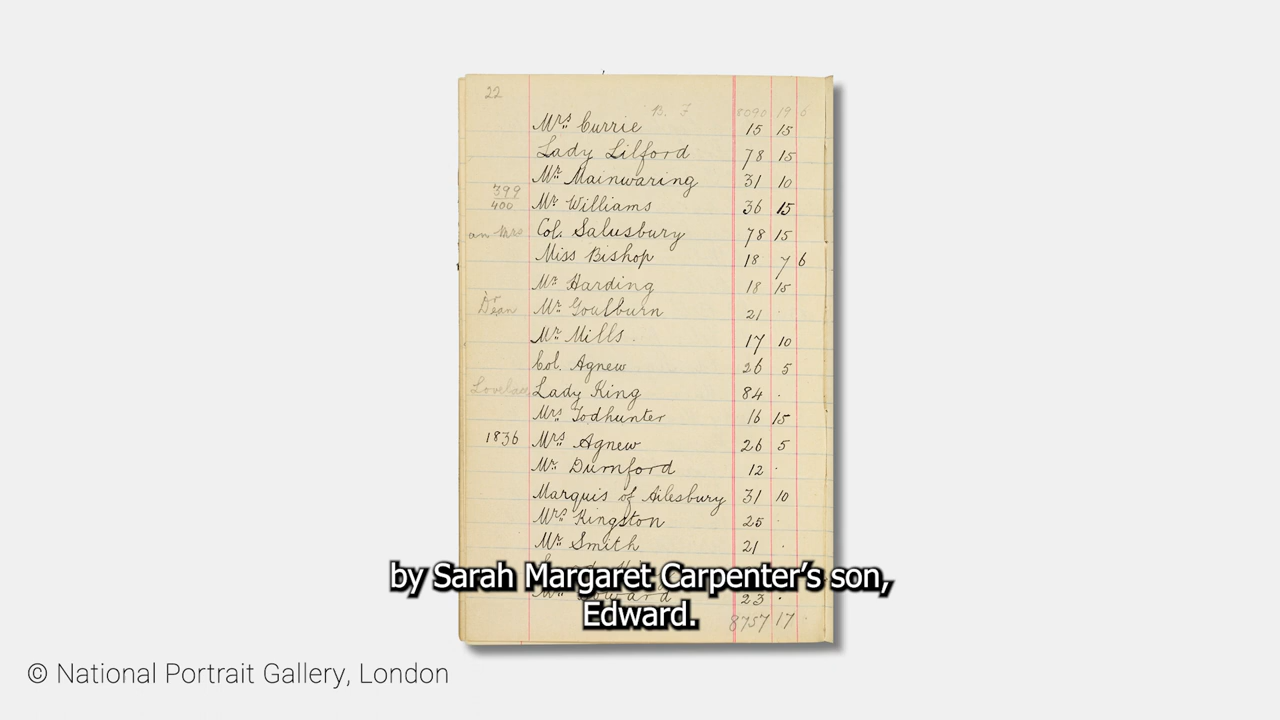 22
B. F 8090 19 6
Mrs Currie 15 15
Lady Lilford 78 15
Mr Mainwaring 31 10
399
400 Mr Williams 36 15
Col. Salusbury 78 15
Miss Bishop 18 7 6
Mr Harding 18 15
Dr
Dean Mr Goulburn 21 .
Mr Mills 17 10
Col. Agnew 26 5
Lovelace Lady King 84 .
Mrs Todhunter 16 15
1836 Mrs Agnew 26 5
Mr Durnford 12 .
Marquis of Ailesbury 31 10
Mrs Kingston 25 .
Mr Smith 21 .
by Sarah Margaret Carpenter’s son,
23 .
Edward.
8757 17 .
© National Portrait Gallery, London